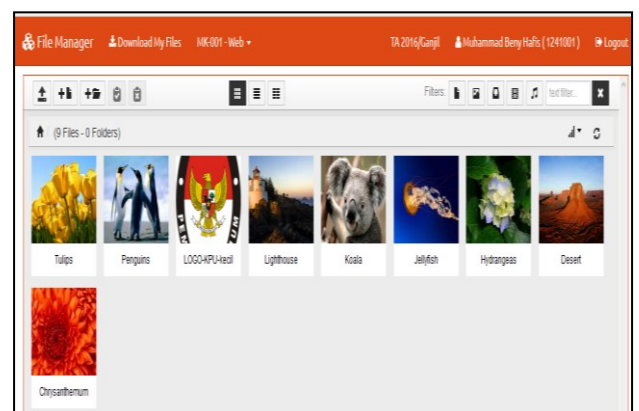 File Manager Download My Files MK-001 - Web TA 2016/Ganjil Muhammad Beny Hafis ( 1241001 ) Logout
Filters: text filter... X
(9 Files - 0 Folders)
Tulips Penguins LOGO-KPU-kecil Lighthouse Koala Jellyfish Hydrangeas Desert
Chrysanthemum